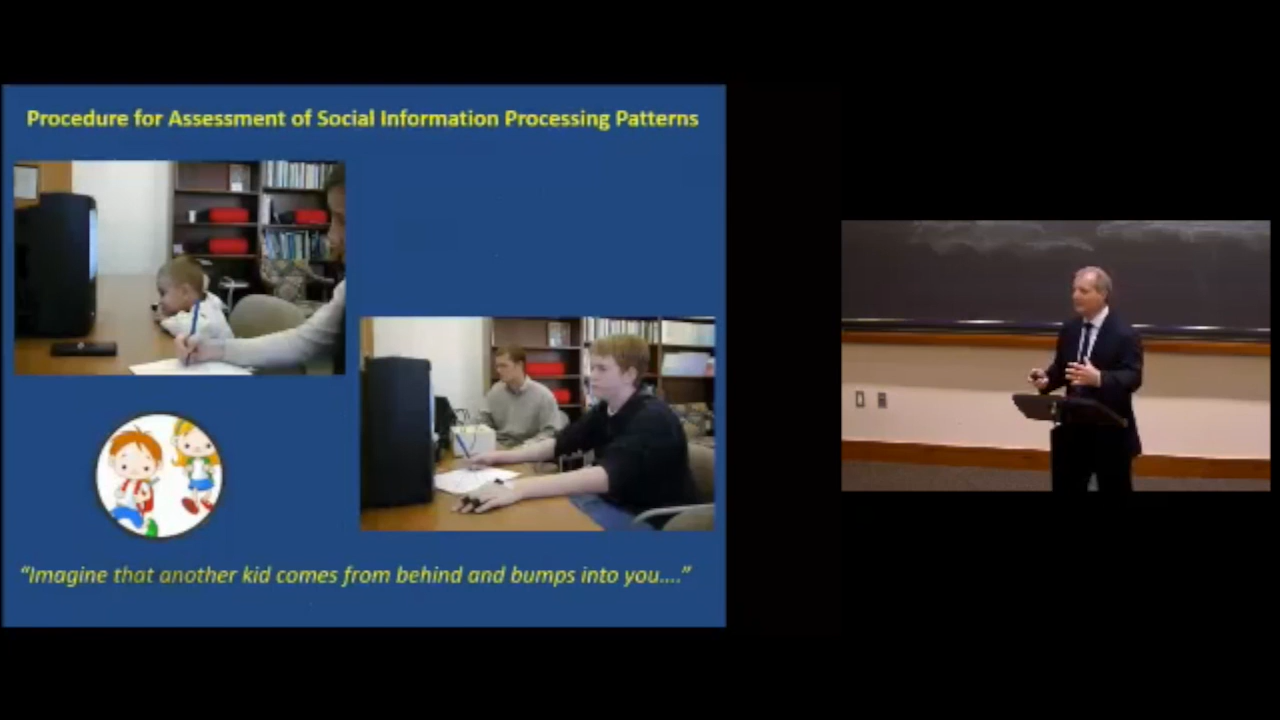 Procedure for Assessment of Social Information Processing Patterns
“Imagine that another kid comes from behind and bumps into you....”